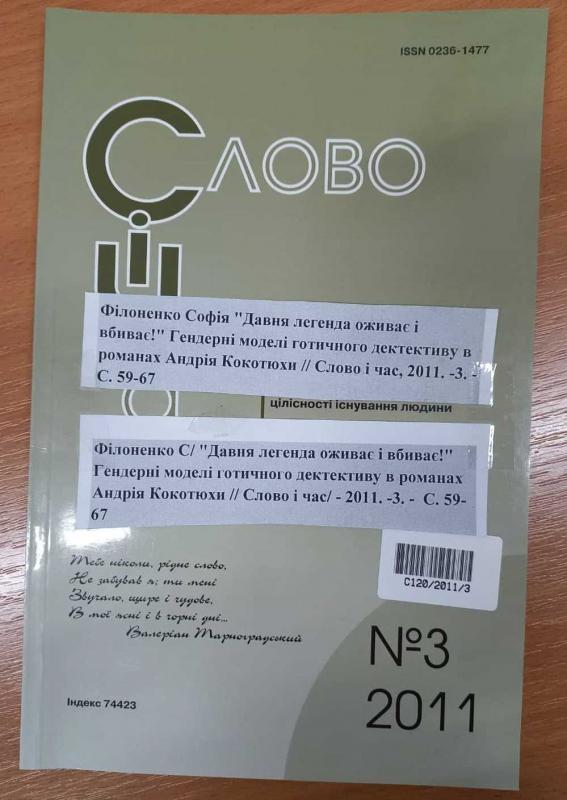 ISSN 0236-1477
СЛОВО
і
Філоненко Софія "Давня легенда оживає і
вбиває!" Гендерні моделі готичного дектективу в
романах Андрія Кокотюхи // Слово і час, 2011. -3. -
С. 59-67
цілісності існування людини
Філоненко С/ "Давня легенда оживає і вбиває!"
Гендерні моделі готичного дектективу в романах
Андрія Кокотюхи // Слово і час/ - 2011. -3. - С. 59-
67
Тебе ніколи, рідне слово,
Не забував я; ти мені
Звучало, щире і чудове,
В мої ясні і в чорні дні...
Валеріан Тарноградський
С120/2011/3
№3
2011
Індекс 74423